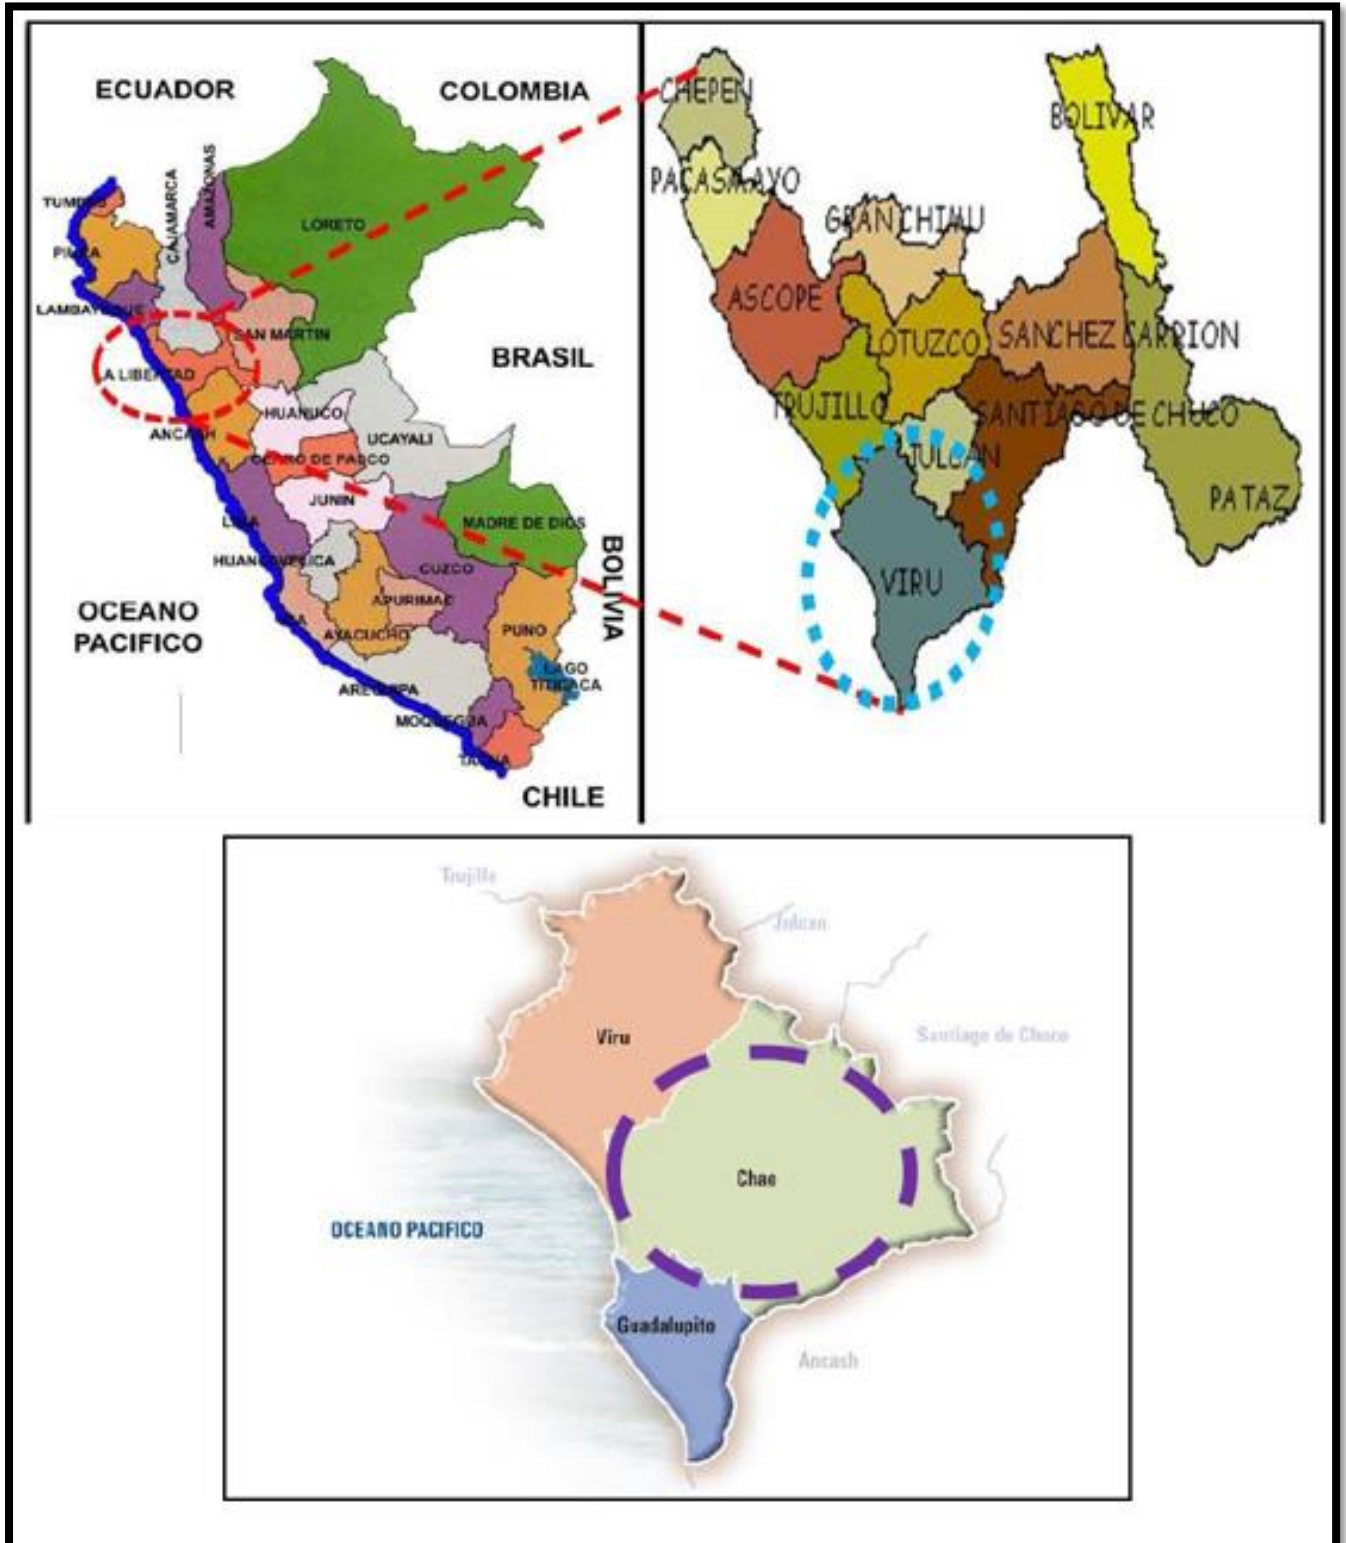 ECUADOR
COLOMBIA
TUMBES
PIURA
CAJAMARCA
AMAZONAS
LORETO
LAMBAYEQUE
SAN MARTIN
LA LIBERTAD
BRASIL
HUANUCO
ANCASH
UCAYALI
CERRO DE PASCO
JUNIN
LIMA
MADRE DE DIOS
HUANCAVELICA
CUZCO
BOLIVIA
OCEANO
PACIFICO
ICA
APURIMAC
AYACUCHO
PUNO
LAGO
TITICACA
AREQUIPA
MOQUEGUA
TACNA
CHILE
CHEPEN
BOLIVAR
PACASMAYO
GRAN CHIMU
ASCOPE
LOTUZCO
SANCHEZ CARRION
TRUJILLO
SANTIAGO DE CHUCO
JULCAN
PATAZ
VIRU
Trujillo
Julcan
Viru
Santiago de Chuco
Chao
OCEANO PACIFICO
Guadalupito
Ancash